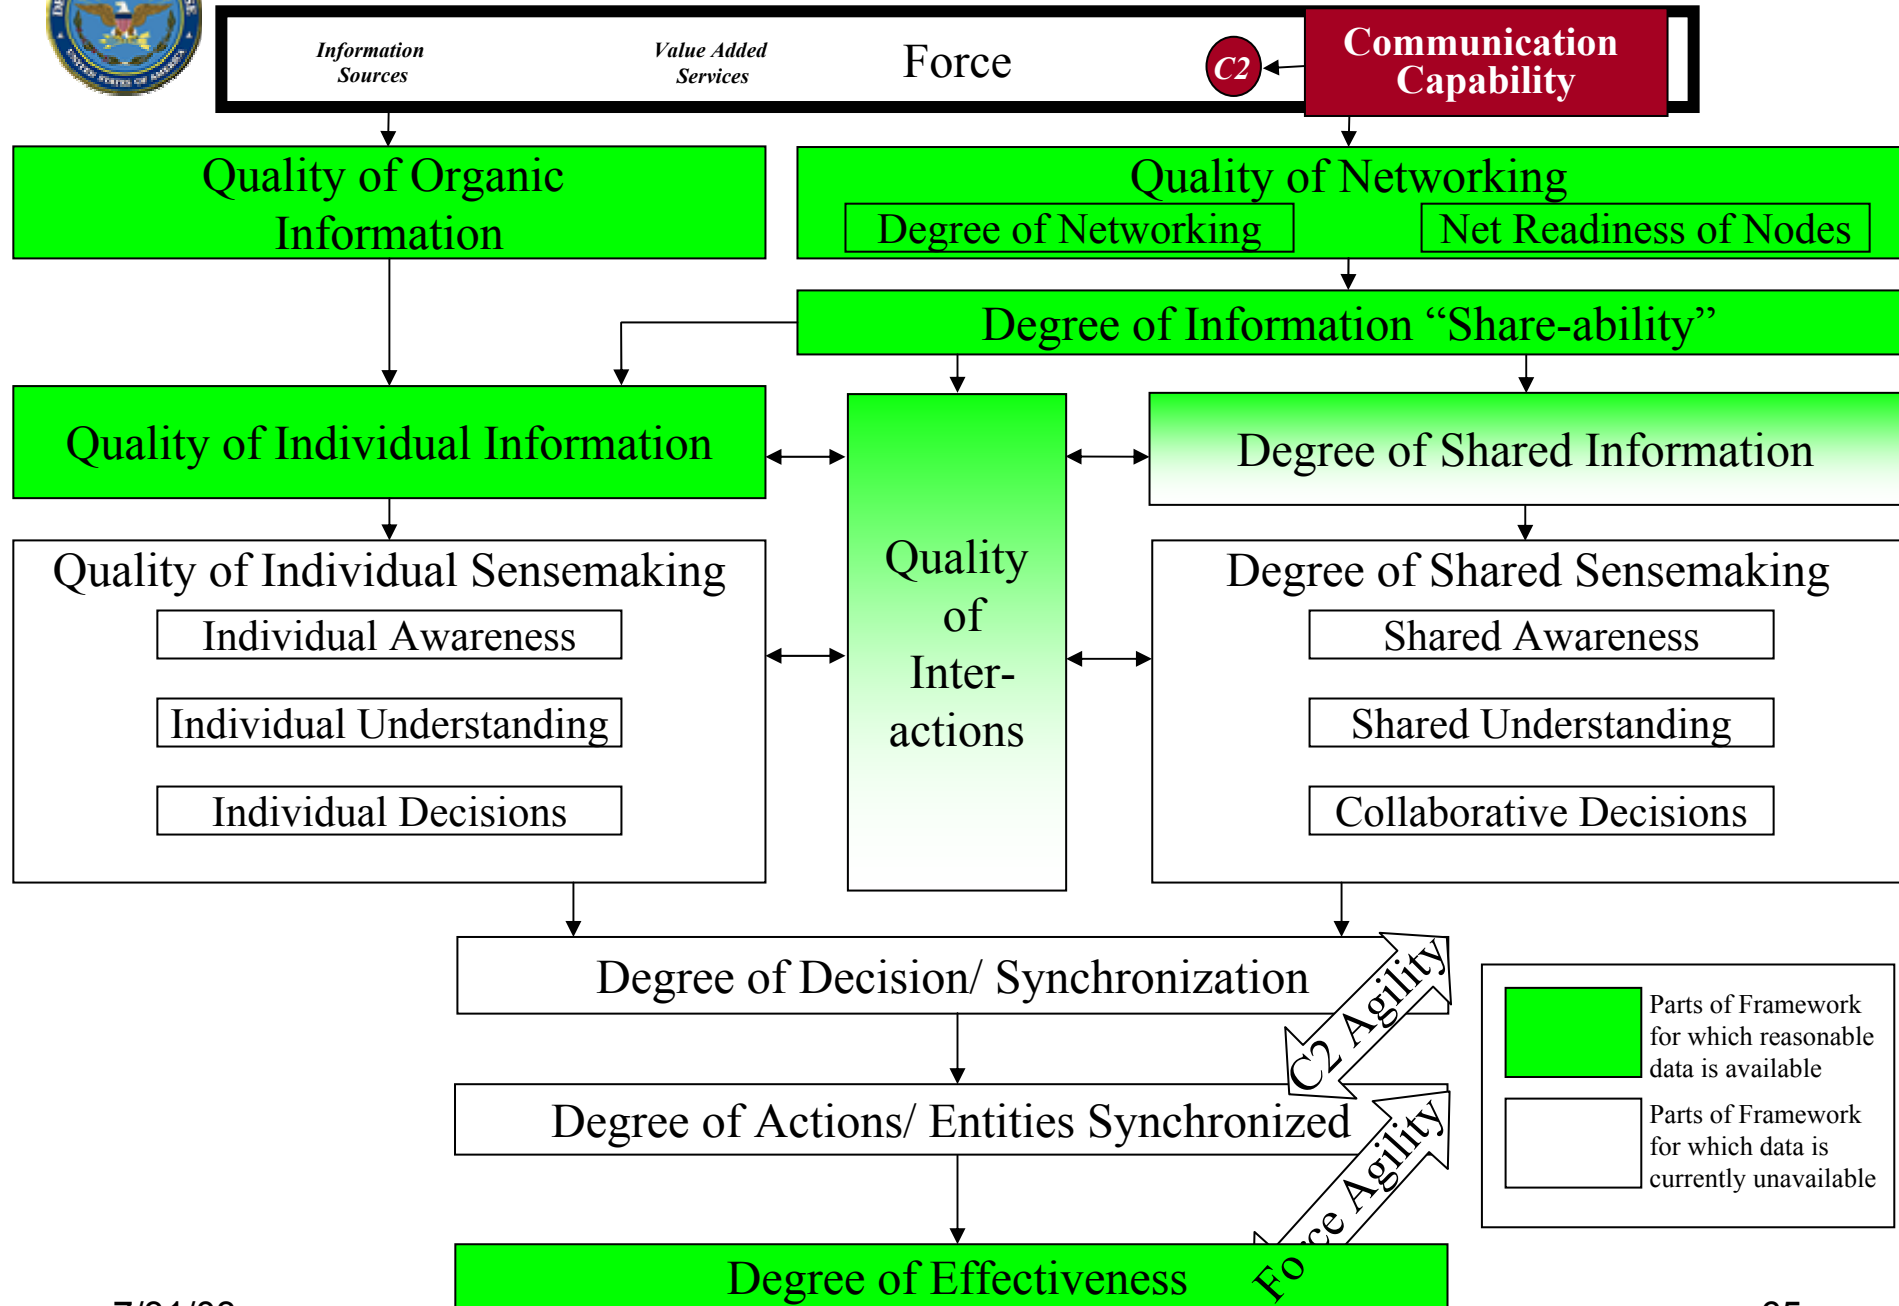 UNITED STATES OF AMERICA
Information
Sources
Value Added
Services
Force
C2
Communication
Capability
Quality of Organic
Information
Quality of Networking
Degree of Networking
Net Readiness of Nodes
Degree of Information “Share-ability”
Quality of Individual Information
Degree of Shared Information
Quality
of
Inter-
actions
Quality of Individual Sensemaking
Individual Awareness
Individual Understanding
Individual Decisions
Degree of Shared Sensemaking
Shared Awareness
Shared Understanding
Collaborative Decisions
Degree of Decision/ Synchronization
C2 Agility
Degree of Actions/ Entities Synchronized
Force Agility
Degree of Effectiveness
Parts of Framework
for which reasonable
data is available
Parts of Framework
for which data is
currently unavailable